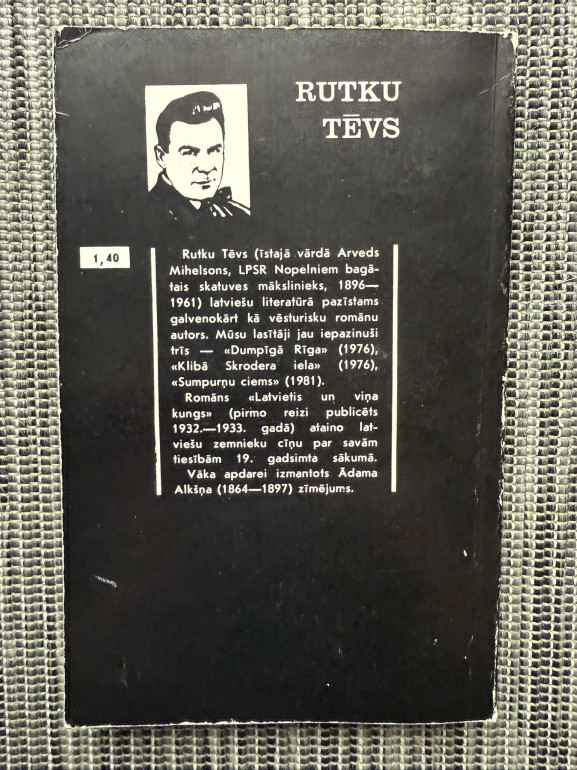 RUTKU
TĒVS
1,40
Rutku Tēvs (īstajā vārdā Arveds
Mihelsons, LPSR Nopelniem bagā-
tais skatuves mākslinieks, 1896—
1961) latviešu literatūrā pazīstams
galvenokārt kā vēsturisku romānu
autors. Mūsu lasītāji jau iepazinuši
trīs — «Dumpīgā Rīga» (1976),
«Klibā Skrodera iela» (1976),
«Sumpurņu ciems» (1981).
Romāns «Latvietis un viņa
kungs» (pirmo reizi publicēts
1932.—1933. gadā) ataino lat-
viešu zemnieku cīņu par savām
tiesībām 19. gadsimta sākumā.
Vāka apdarei izmantots Ādama
Alkšņa (1864—1897) zīmējums.